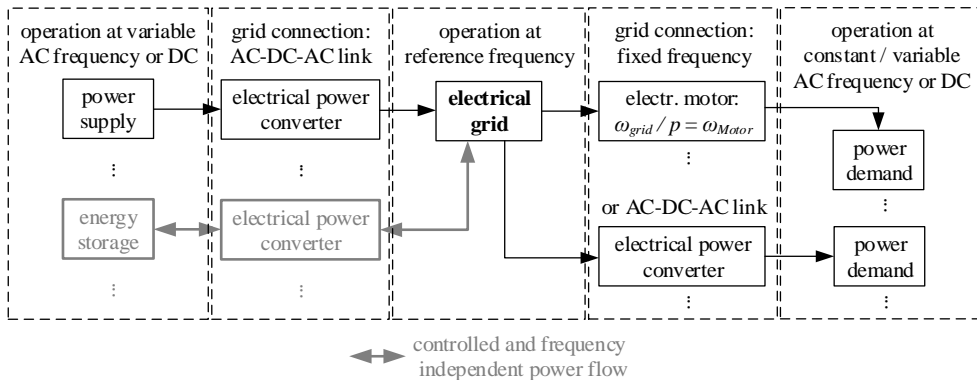 operation at variable
AC frequency or DC
power
supply
⋮
energy
storage
⋮
grid connection:
AC-DC-AC link
electrical power
converter
⋮
electrical power
converter
⋮
operation at
reference frequency
electrical
grid
grid connection:
fixed frequency
electr. motor:
ω_grid / p = ω_Motor
⋮
or AC-DC-AC link
electrical power
converter
⋮
operation at
constant / variable
AC frequency or DC
power
demand
⋮
power
demand
⋮
controlled and frequency
independent power flow